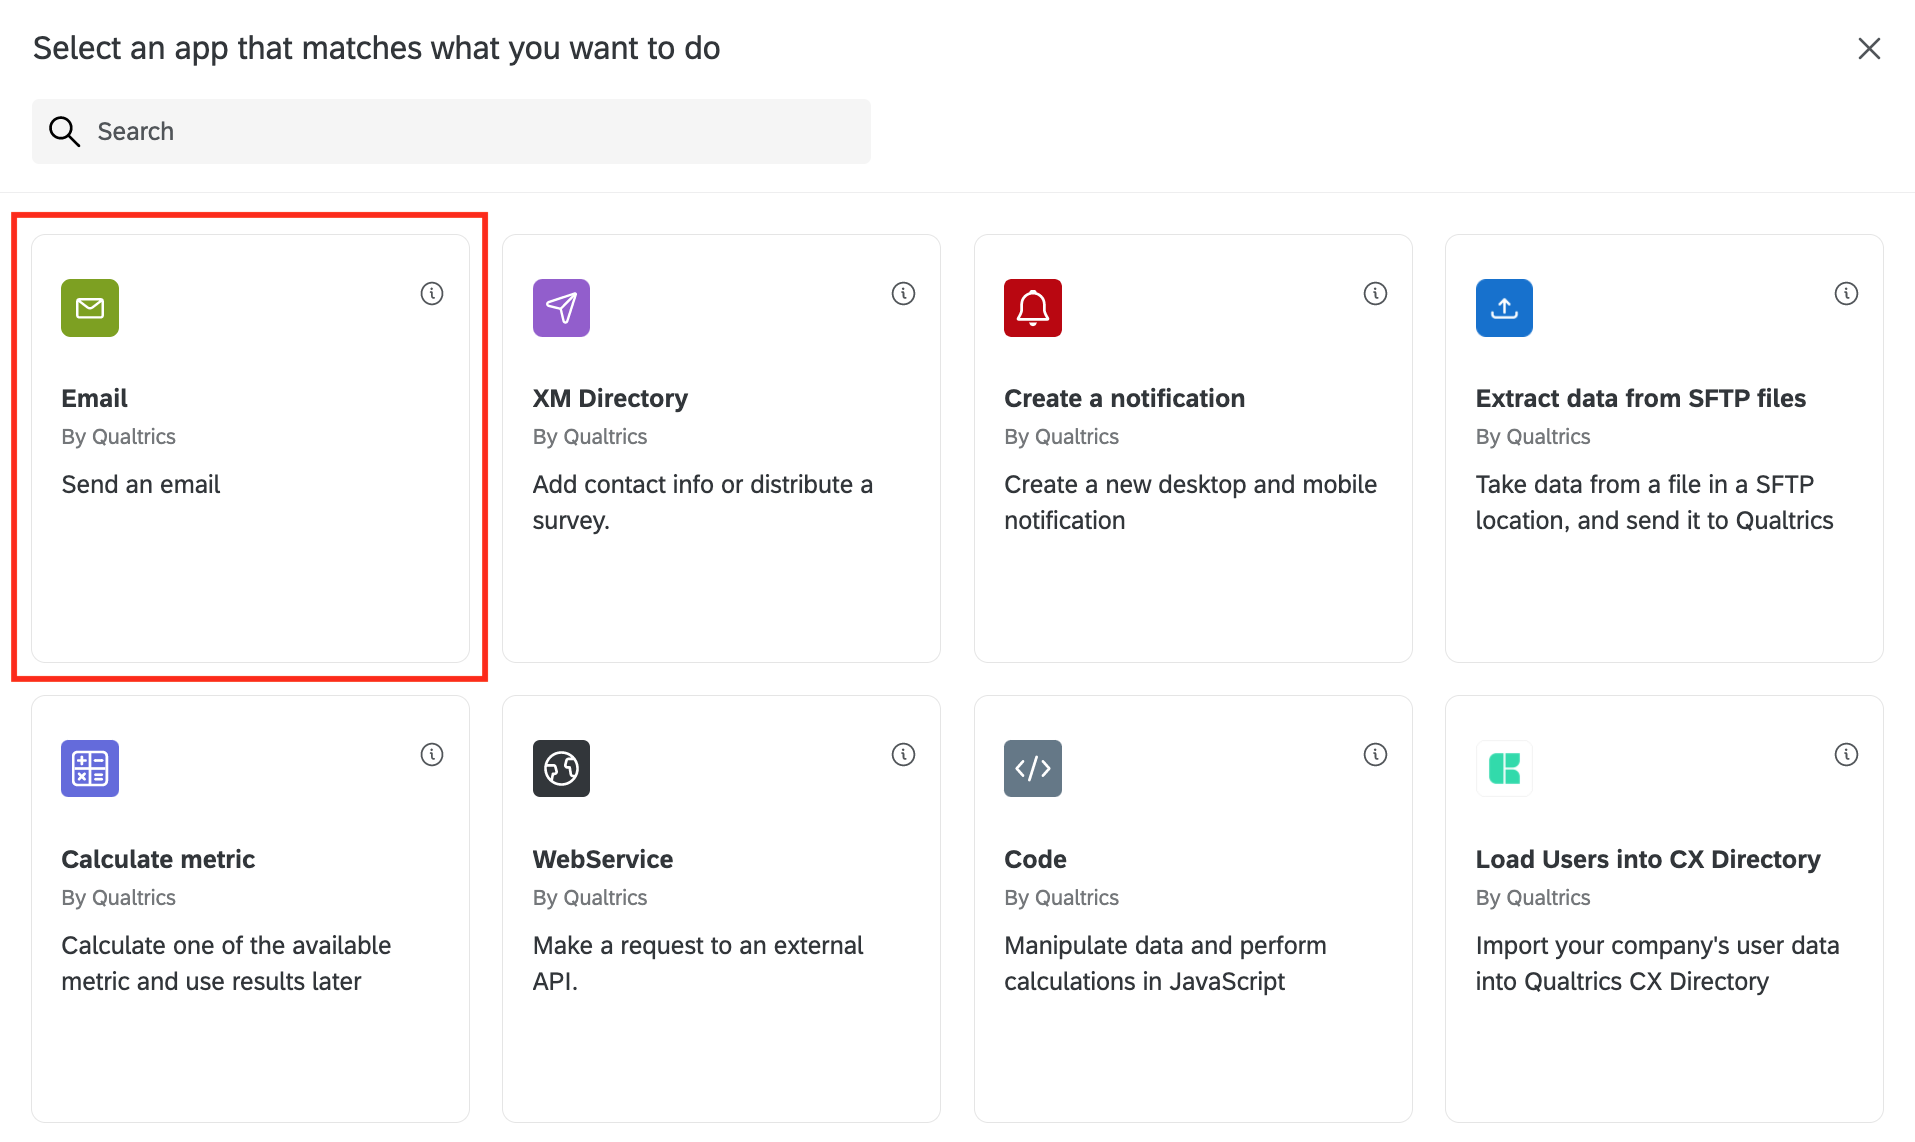 Select an app that matches what you want to do
Search
Email
By Qualtrics
Send an email
XM Directory
By Qualtrics
Add contact info or distribute a
survey.
Create a notification
By Qualtrics
Create a new desktop and mobile
notification
Extract data from SFTP files
By Qualtrics
Take data from a file in a SFTP
location, and send it to Qualtrics
Calculate metric
By Qualtrics
Calculate one of the available
metric and use results later
WebService
By Qualtrics
Make a request to an external
API.
Code
By Qualtrics
Manipulate data and perform
calculations in JavaScript
Load Users into CX Directory
By Qualtrics
Import your company's user data
into Qualtrics CX Directory